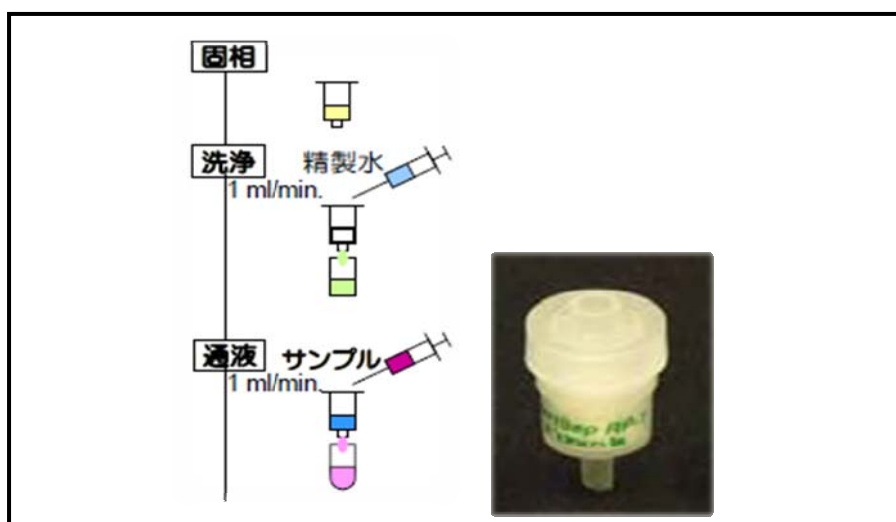 固相
洗浄 精製水
1 ml/min.
通液 サンプル
1 ml/min.